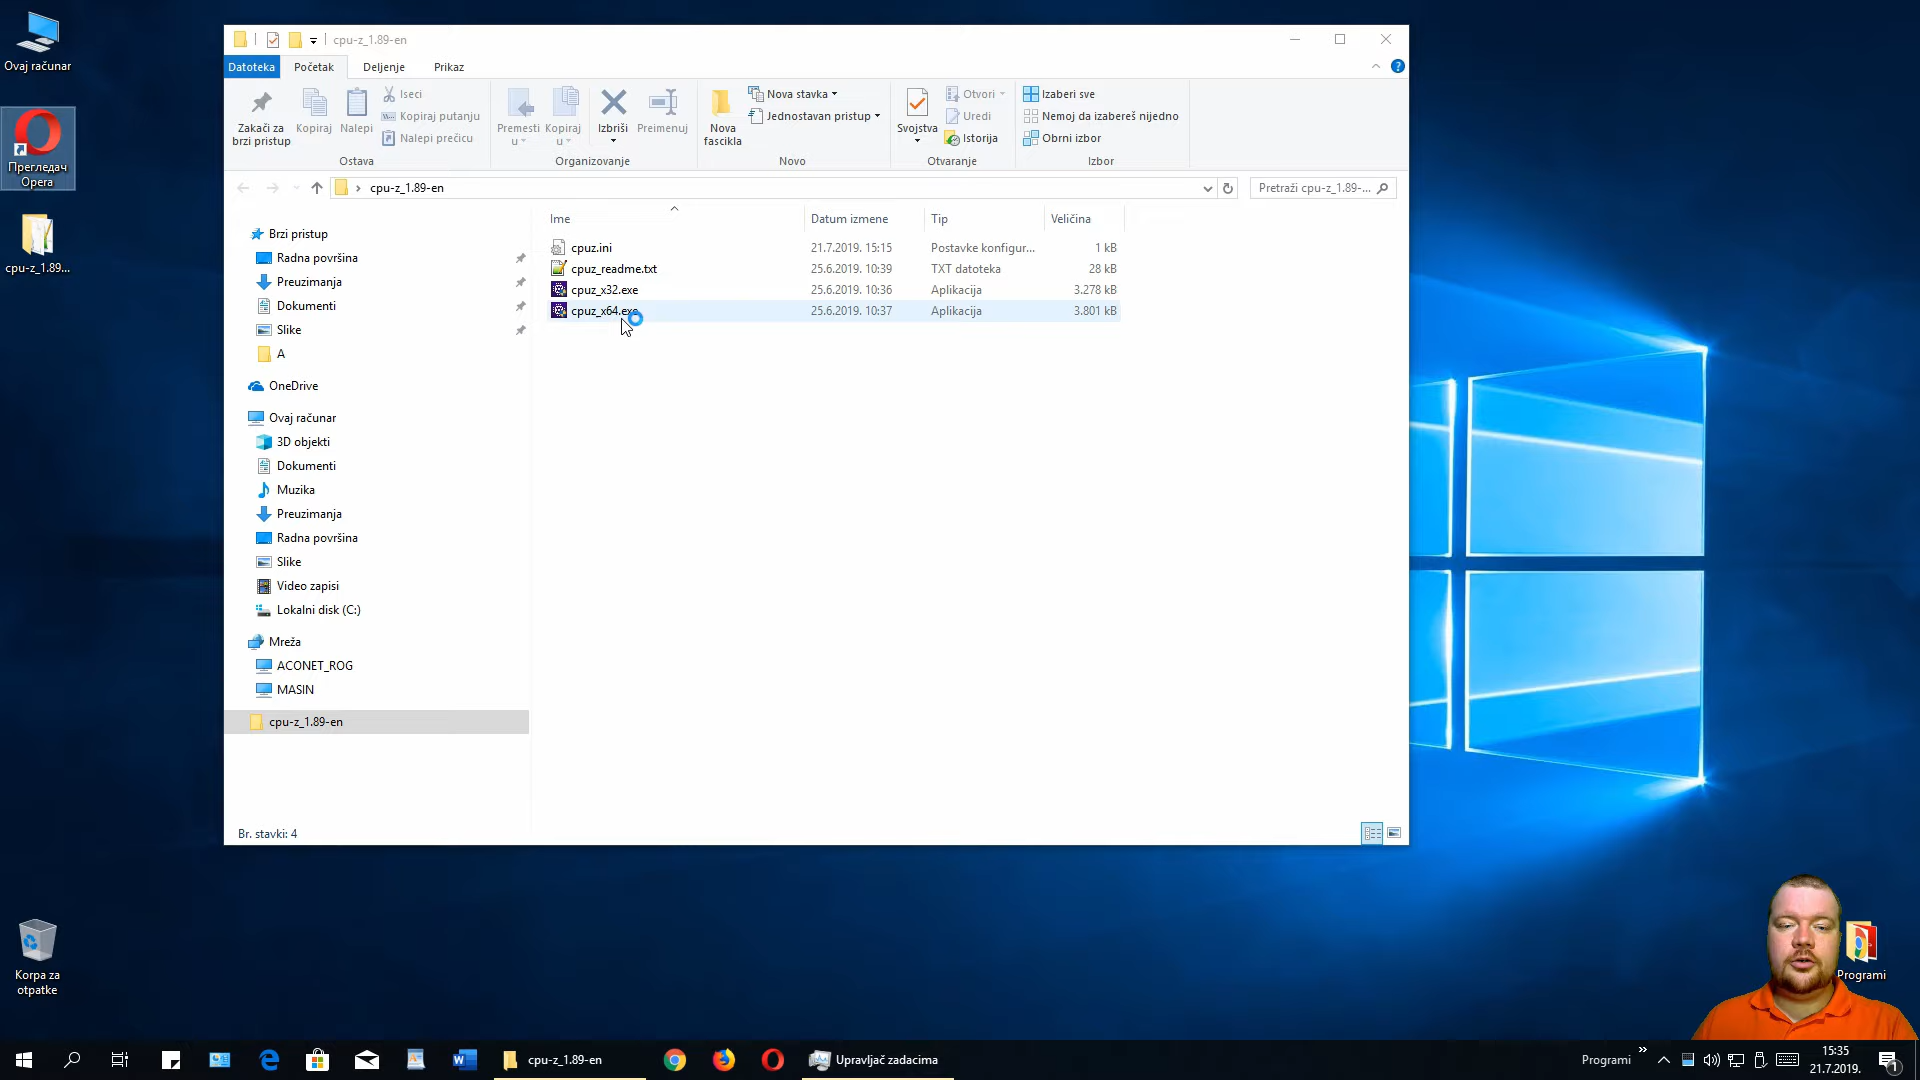 Ovaj računar
Прегледач
Opera
cpu-z_1.89...
Korpa za
otpatke
Programi
cpu-z_1.89-en
Datoteka
Početak
Deljenje
Prikaz
Zakači za
brzi pristup
Kopiraj
Nalepi
Iseci
Kopiraj putanju
Nalepi prečicu
Ostava
Premesti
u
Kopiraj
u
Izbriši
Preimenuj
Organizovanje
Nova
fascikla
Nova stavka
Jednostavan pristup
Novo
Svojstva
Otvori
Uredi
Istorija
Otvaranje
Izaberi sve
Nemoj da izabereš nijedno
Obrni izbor
Izbor
cpu-z_1.89-en
Pretraži cpu-z_1.89-...
Brzi pristup
Radna površina
Preuzimanja
Dokumenti
Slike
A
OneDrive
Ovaj računar
3D objekti
Dokumenti
Muzika
Preuzimanja
Radna površina
Slike
Video zapisi
Lokalni disk (C:)
Mreža
ACONET_ROG
MASIN
cpu-z_1.89-en
Ime Datum izmene Tip Veličina
cpuz.ini 21.7.2019. 15:15 Postavke konfigur... 1 kB
cpuz_readme.txt 25.6.2019. 10:39 TXT datoteka 28 kB
cpuz_x32.exe 25.6.2019. 10:36 Aplikacija 3.278 kB
cpuz_x64.exe 25.6.2019. 10:37 Aplikacija 3.801 kB
Br. stavki: 4
cpu-z_1.89-en
Upravljač zadacima
Programi
15:35
21.7.2019.
1